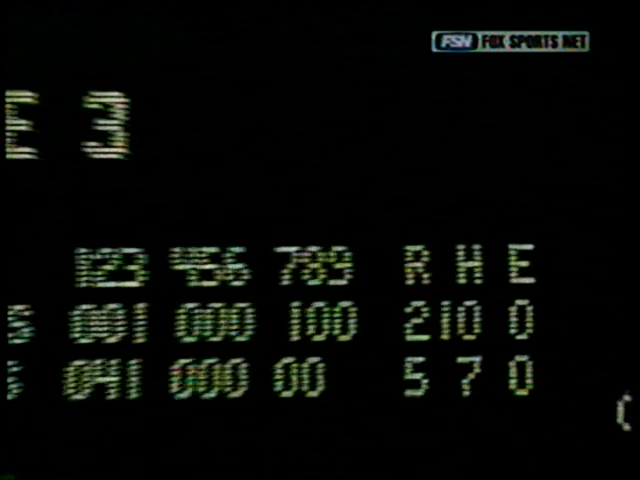 FSN FOX SPORTS NET
E 3
123 456 789 R H E
S 001 000 100 2 10 0
S 041 000 00 5 7 0